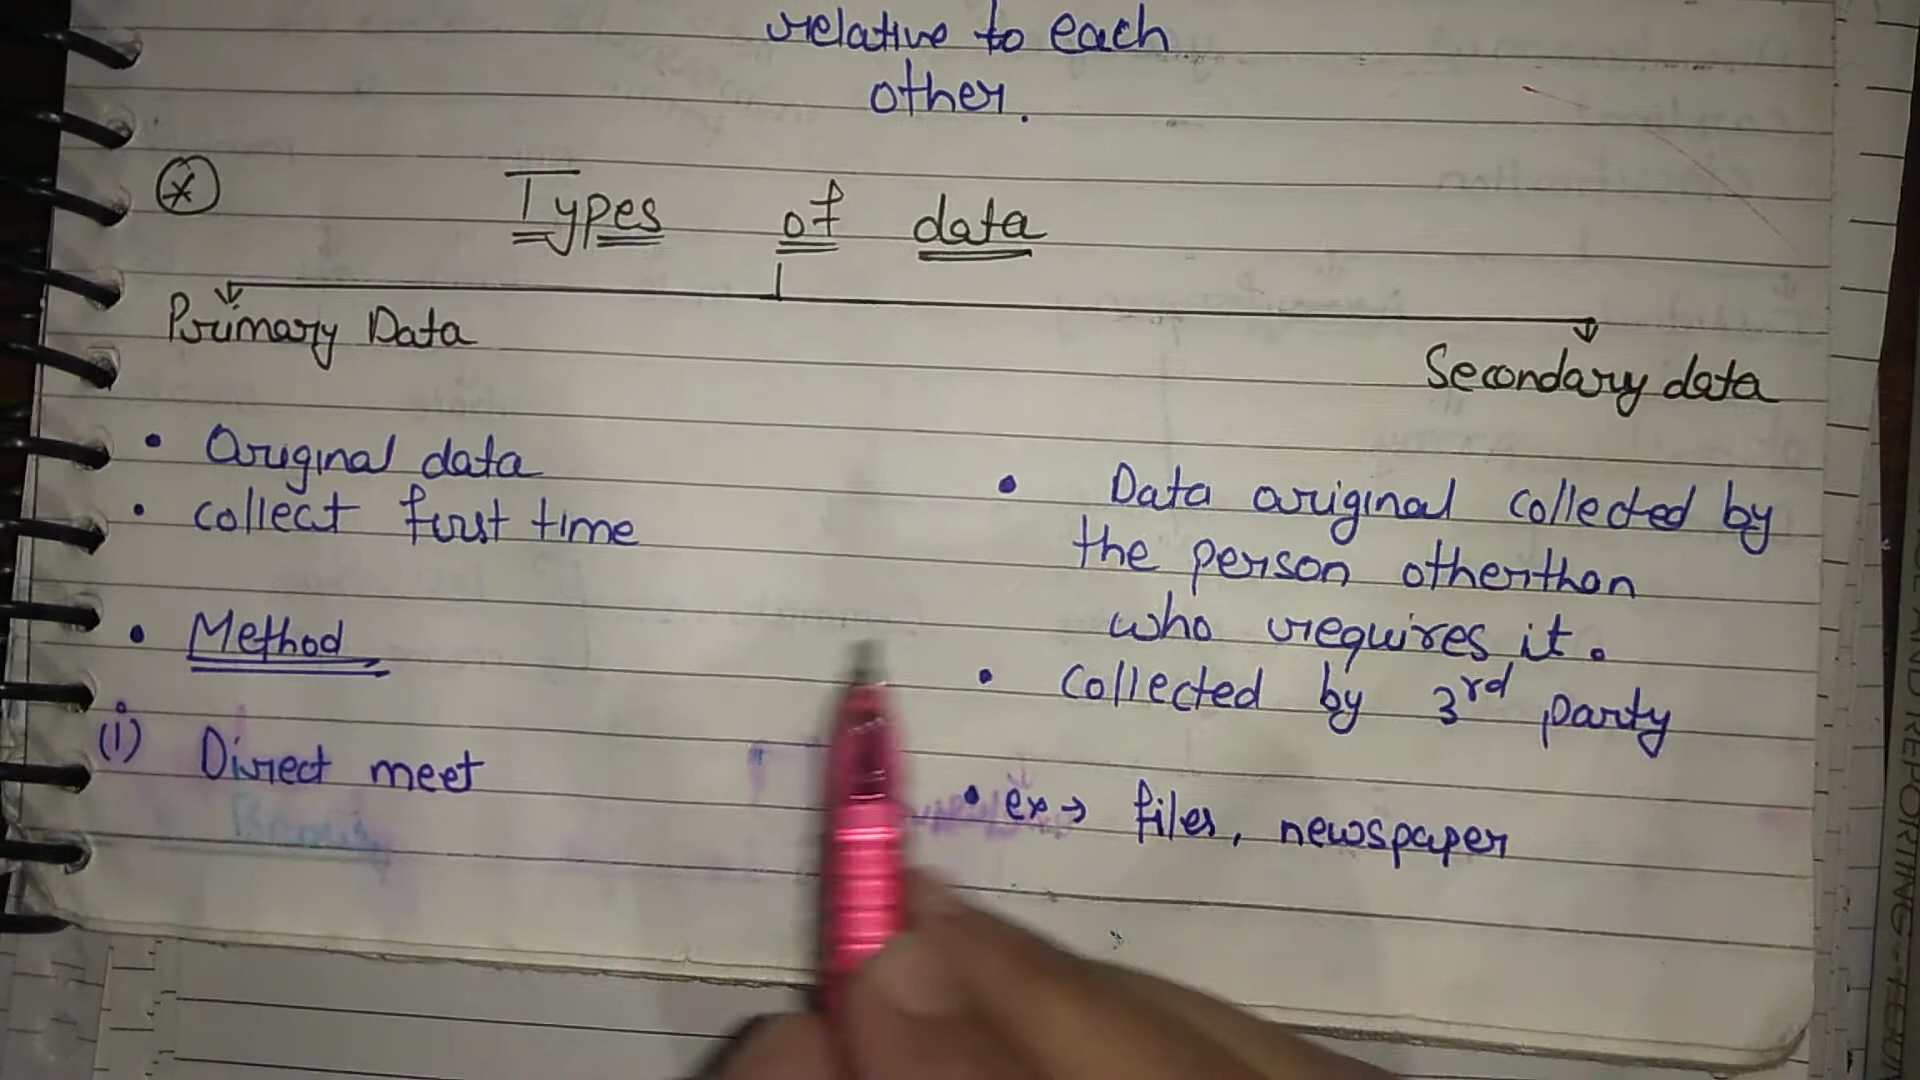 relative to each
other.
Types of data
Primary Data
Secondary data
• Original data
• collect first time
• Method
(i) Direct meet
• Data original collected by
the person otherthan
who requires it.
• Collected by 3rd party
• ex → files, newspaper